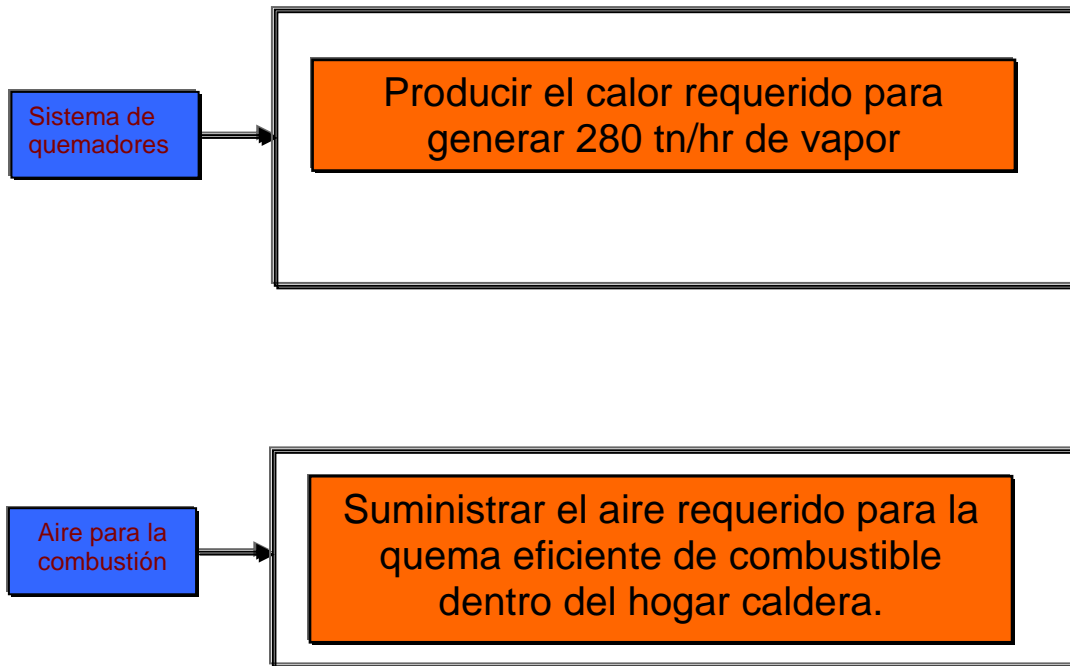 Sistema de
quemadores
Producir el calor requerido para
generar 280 tn/hr de vapor
Aire para la
combustión
Suministrar el aire requerido para la
quema eficiente de combustible
dentro del hogar caldera.